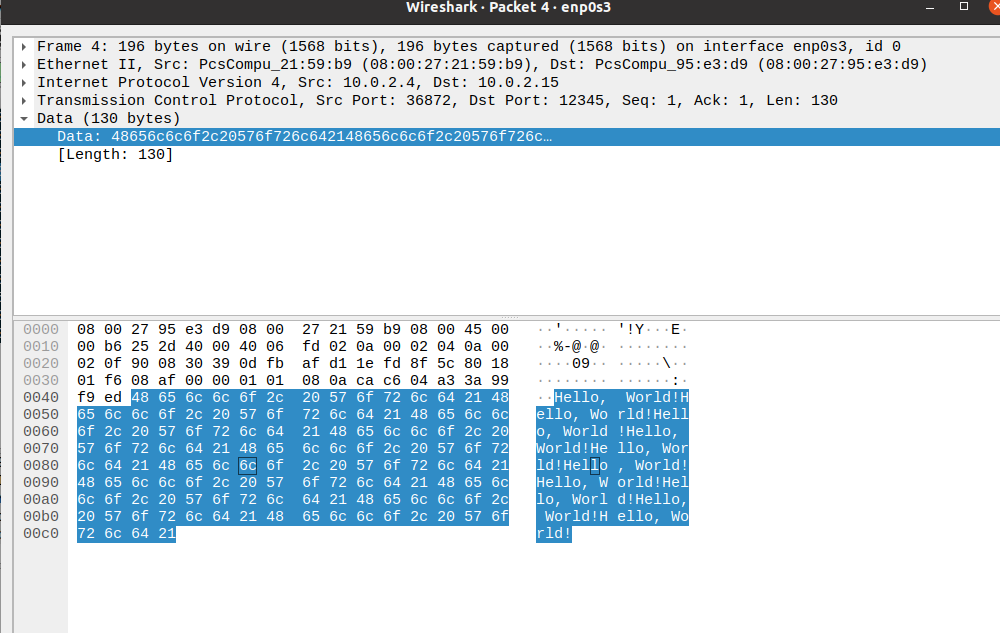 Wireshark · Packet 4 · enp0s3
Frame 4: 196 bytes on wire (1568 bits), 196 bytes captured (1568 bits) on interface enp0s3, id 0
Ethernet II, Src: PcsCompu_21:59:b9 (08:00:27:21:59:b9), Dst: PcsCompu_95:e3:d9 (08:00:27:95:e3:d9)
Internet Protocol Version 4, Src: 10.0.2.4, Dst: 10.0.2.15
Transmission Control Protocol, Src Port: 36872, Dst Port: 12345, Seq: 1, Ack: 1, Len: 130
Data (130 bytes)
Data: 48656c6c6f2c20576f726c642148656c6c6f2c20576f726c…
[Length: 130]
0000 08 00 27 95 e3 d9 08 00 27 21 59 b9 08 00 45 00 ··'····· '!Y···E·
0010 00 b6 25 2d 40 00 40 06 fd 02 0a 00 02 04 0a 00 ··%-@·@· ········
0020 02 0f 90 08 30 39 0d fb af d1 1e fd 8f 5c 80 18 ····09·· ·····\··
0030 01 f6 08 af 00 00 01 01 08 0a ca c6 04 a3 3a 99 ········ ······:·
0040 f9 ed 48 65 6c 6c 6f 2c 20 57 6f 72 6c 64 21 48 ··Hello, World!H
0050 65 6c 6c 6f 2c 20 57 6f 72 6c 64 21 48 65 6c 6c ello, Wo rld!Hell
0060 6f 2c 20 57 6f 72 6c 64 21 48 65 6c 6c 6f 2c 20 o, World !Hello,
0070 57 6f 72 6c 64 21 48 65 6c 6c 6f 2c 20 57 6f 72 World!He llo, Wor
0080 6c 64 21 48 65 6c 6c 6f 2c 20 57 6f 72 6c 64 21 ld!Hello , World!
0090 48 65 6c 6c 6f 2c 20 57 6f 72 6c 64 21 48 65 6c Hello, W orld!Hel
00a0 6c 6f 2c 20 57 6f 72 6c 64 21 48 65 6c 6c 6f 2c lo, Worl d!Hello,
00b0 20 57 6f 72 6c 64 21 48 65 6c 6c 6f 2c 20 57 6f World!H ello, Wo
00c0 72 6c 64 21 rld!